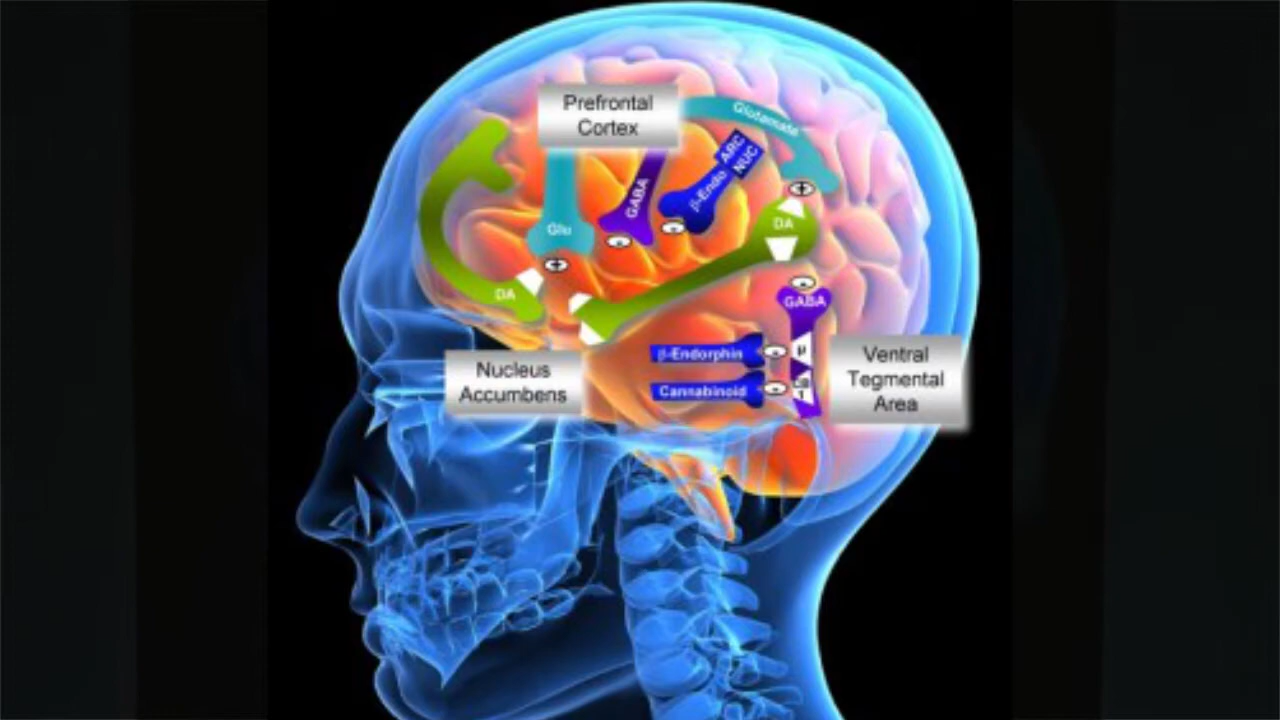 Prefrontal
Cortex
Glutamate
ARC
NUC
β-Endo
GABA
Glu
DA
DA
GABA
β-Endorphin
μ
Cannabinoid
CB
1
Nucleus
Accumbens
Ventral
Tegmental
Area